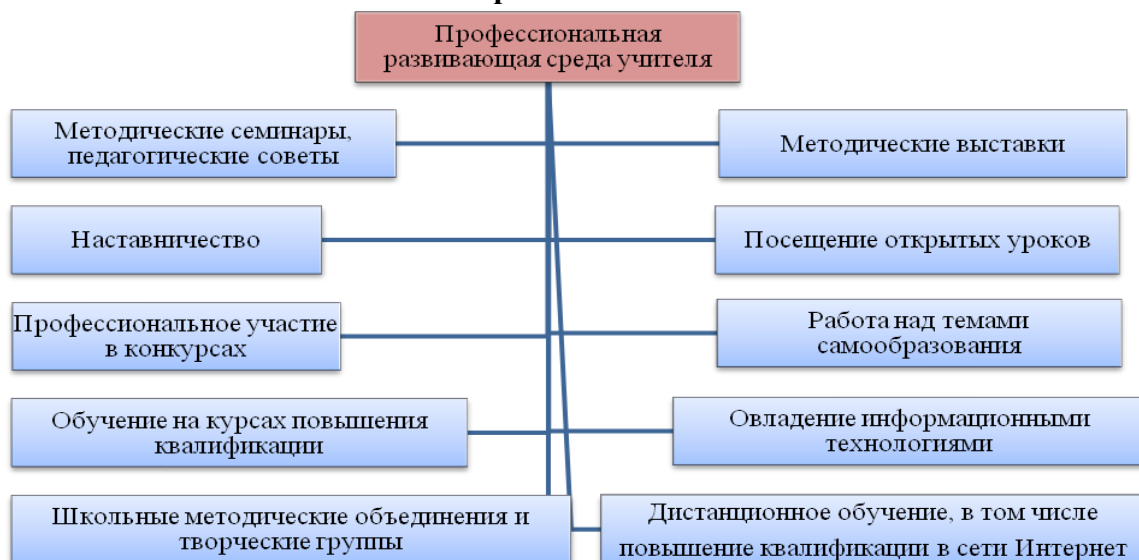 Профессиональная
развивающая среда учителя
Методические семинары,
педагогические советы
Методические выставки
Наставничество
Посещение открытых уроков
Профессиональное участие
в конкурсах
Работа над темами
самообразования
Обучение на курсах повышения
квалификации
Овладение информационными
технологиями
Школьные методические объединения и
творческие группы
Дистанционное обучение, в том числе
повышение квалификации в сети Интернет